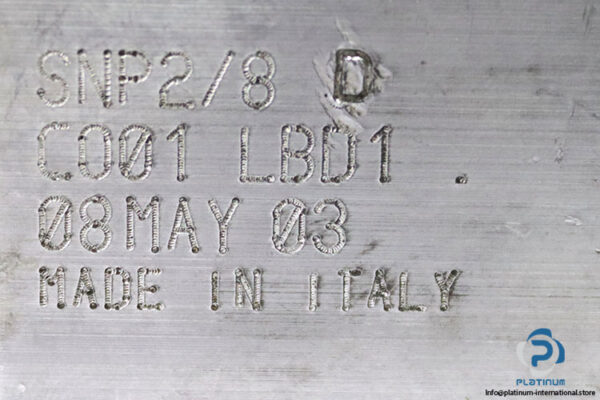 SNP2/8 D
C001 LBD1 .
08MAY 03
MADE IN ITALY
PLATINUM
Info@platinum-international.store